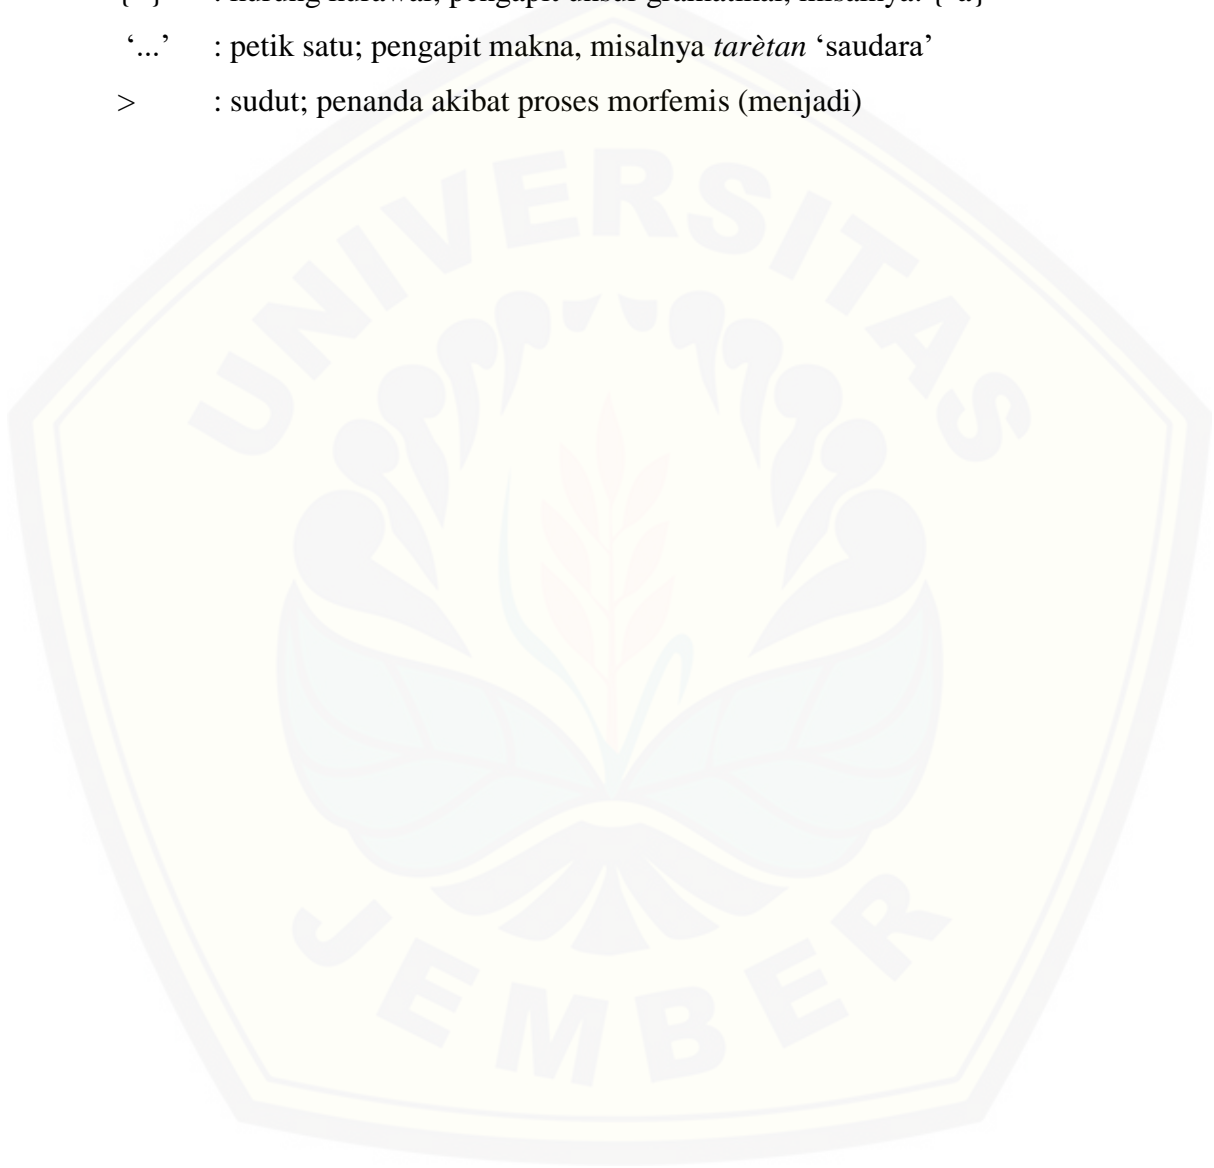 ‘...’ : petik satu; pengapit makna, misalnya tarètan ‘saudara’
> : sudut; penanda akibat proses morfemis (menjadi)
UNIVERSITAS
JEMBER